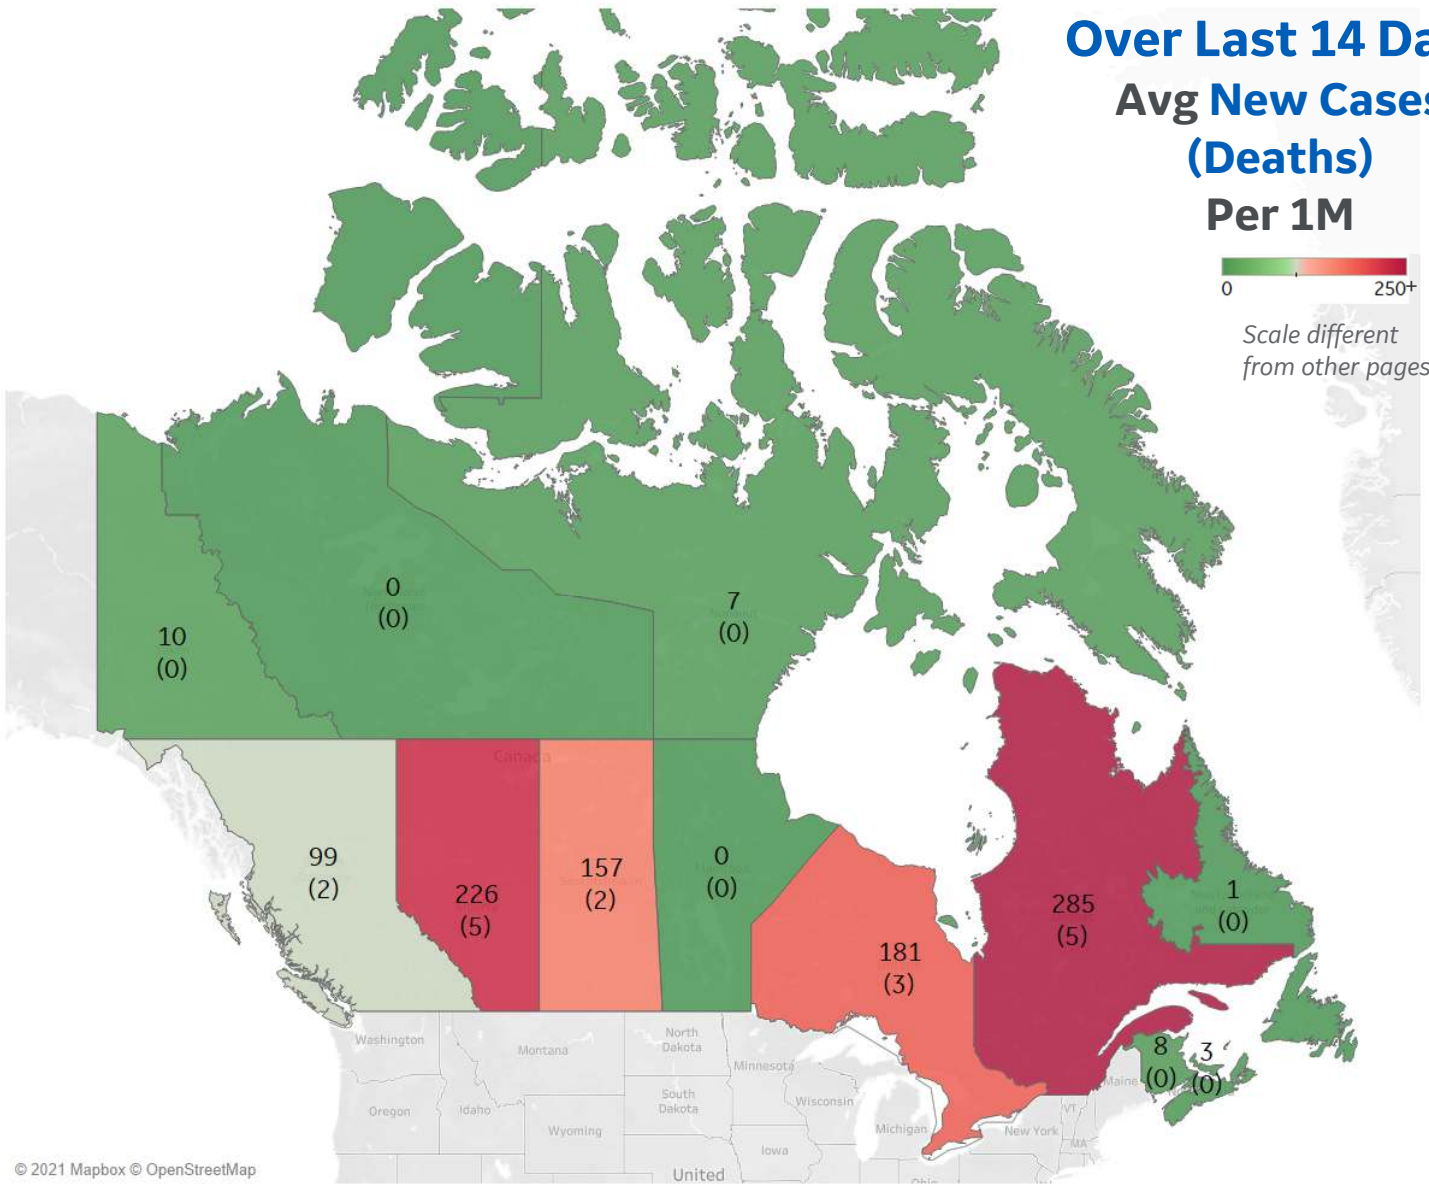 Over Last 14 Da
Avg New Cases
(Deaths)
Per 1M
0 250+
Scale different
from other pages
0
(0)
7
(0)
10
(0)
Canada
99
(2)
226
(5)
157
(2)
0
(0)
181
(3)
285
(5)
1
(0)
8
(0)
3
(0)
Washington
Montana
North
Dakota
Minnesota
Oregon
Idaho
South
Dakota
Wisconsin
Wyoming
Michigan
Iowa
New York
VT
MA
Maine
United
Ohio
© 2021 Mapbox © OpenStreetMap